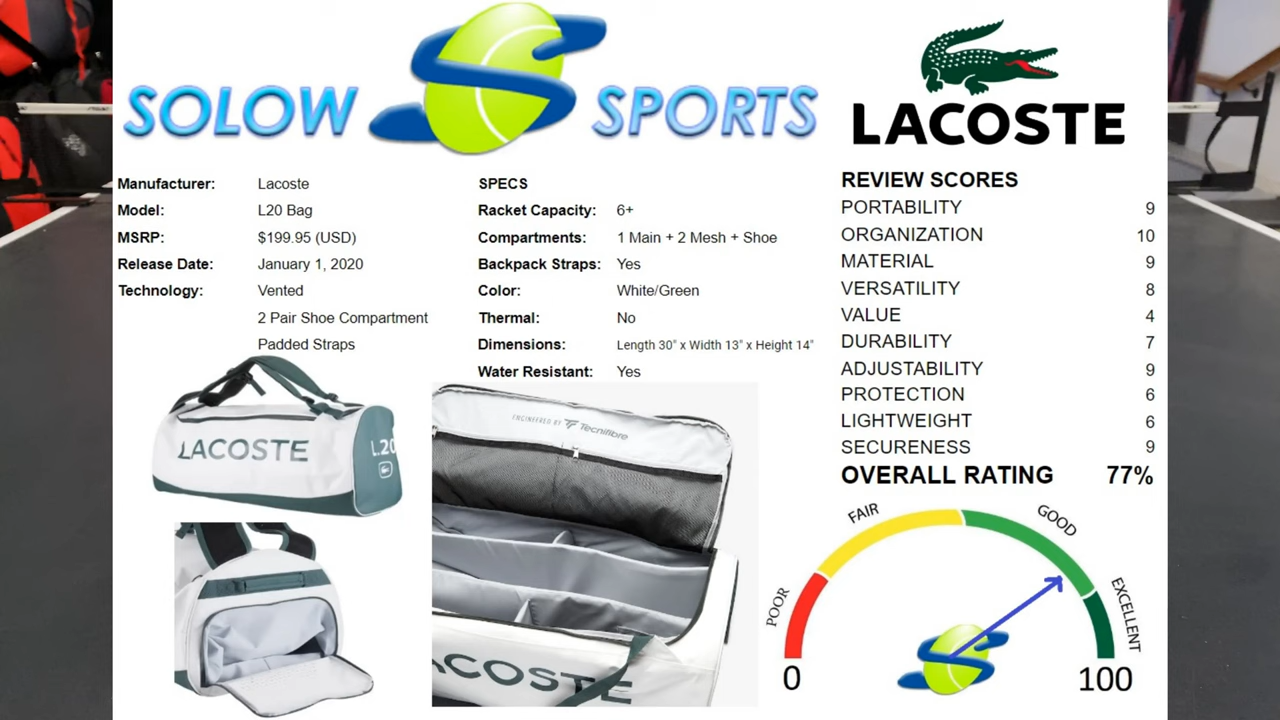 SOLOW SPORTS
LACOSTE
Manufacturer: Lacoste
Model: L20 Bag
MSRP: $199.95 (USD)
Release Date: January 1, 2020
Technology: Vented
2 Pair Shoe Compartment
Padded Straps
SPECS
Racket Capacity: 6+
Compartments: 1 Main + 2 Mesh + Shoe
Backpack Straps: Yes
Color: White/Green
Thermal: No
Dimensions: Length 30" x Width 13" x Height 14"
Water Resistant: Yes
REVIEW SCORES
PORTABILITY 9
ORGANIZATION 10
MATERIAL 9
VERSATILITY 8
VALUE 4
DURABILITY 7
ADJUSTABILITY 9
PROTECTION 6
LIGHTWEIGHT 6
SECURENESS 9
OVERALL RATING 77%
LACOSTE
L.20
ENGINEERED BY Tecnifibre
LACOSTE
POOR
FAIR
GOOD
EXCELLENT
0
100